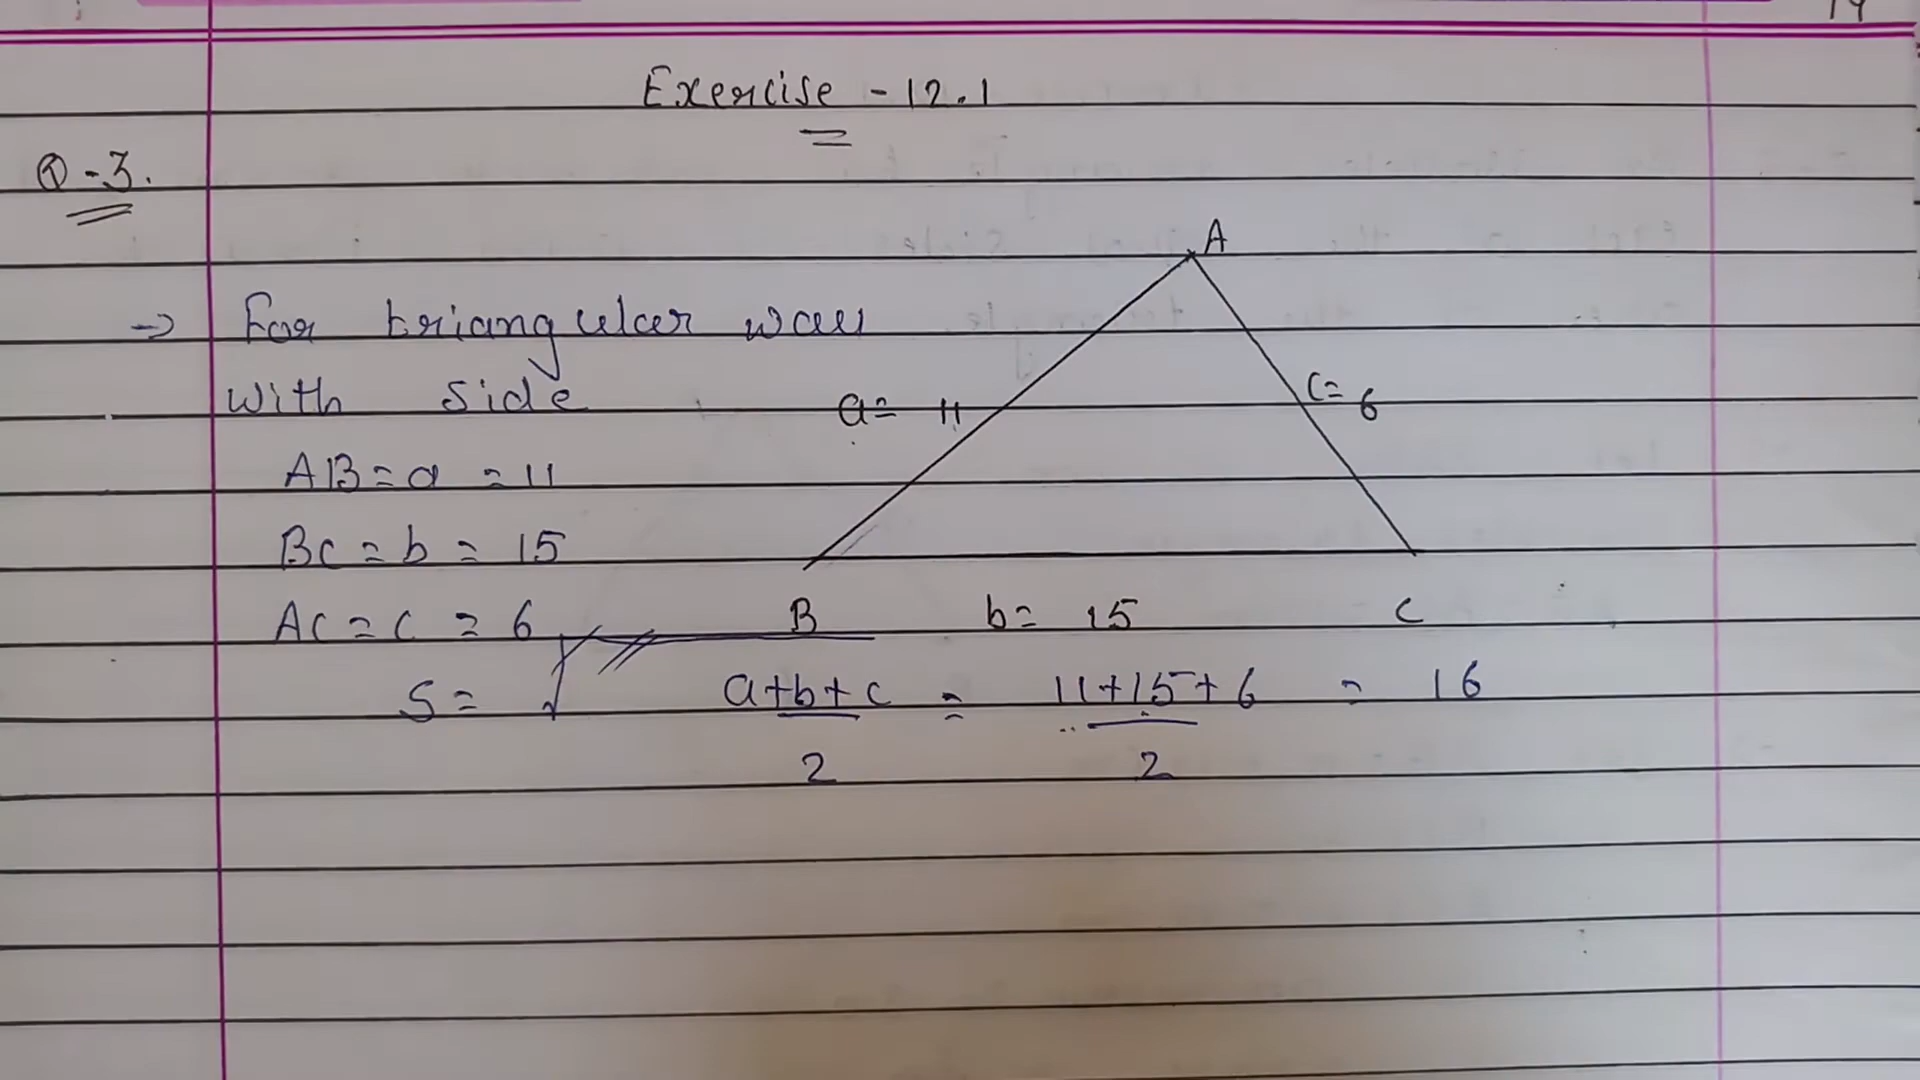 14
Exercise - 12.1
Q-3.
A
→ For triangular wall
with side
a = 11
c = 6
AB = a = 11
BC = b = 15
AC = c = 6
B
b = 15
C
S = √ a+b+c = 11+15+6 = 16
2 2